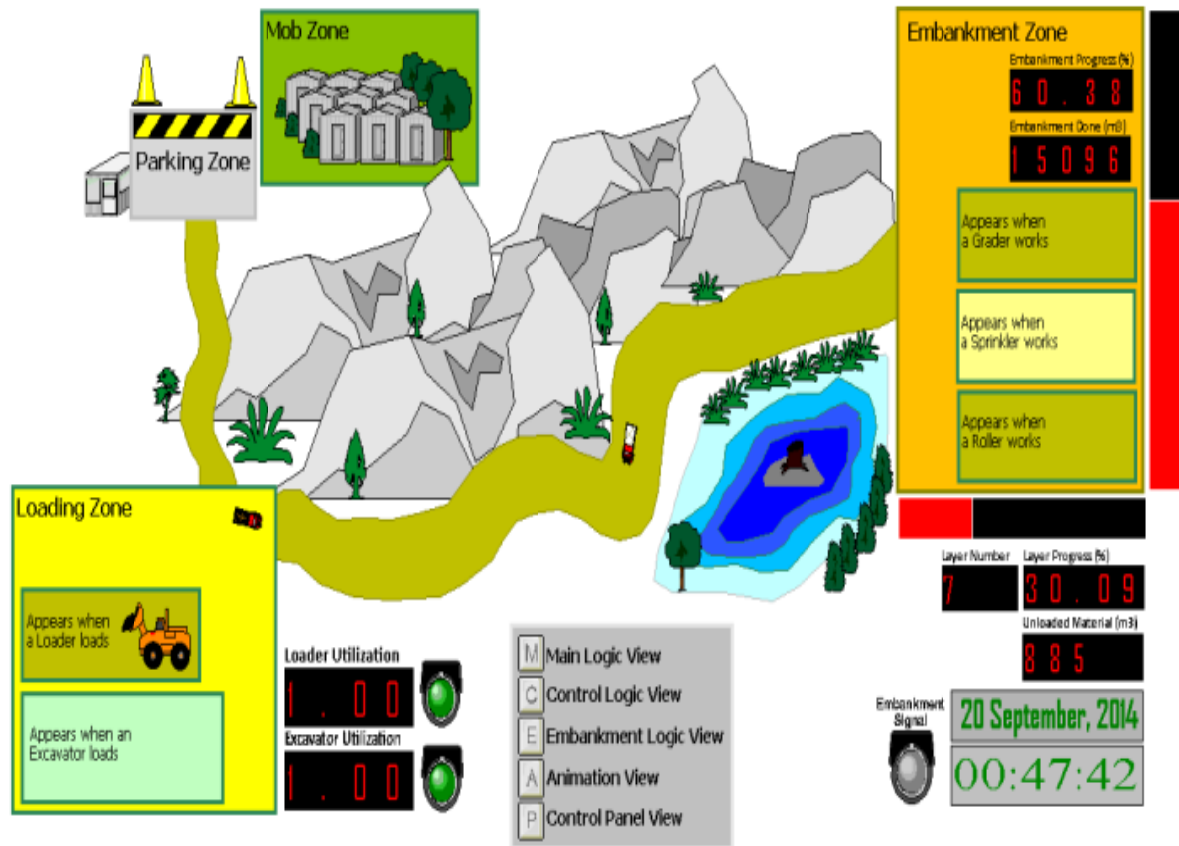 Mob Zone
Parking Zone
Embankment Zone
Embankment Progress (%)
60.38
Embankment Done (m3)
15096
Appears when
a Grader works
Appears when
a Sprinkler works
Appears when
a Roller works
Loading Zone
Appears when
a Loader loads
Appears when an
Excavator loads
Loader Utilization
1.00
Excavator Utilization
1.00
M Main Logic View
C Control Logic View
E Embankment Logic View
A Animation View
P Control Panel View
Layer Number
7
Layer Progress (%)
30.09
Unloaded Material (m3)
885
Embankment
Signal
20 September, 2014
00:47:42